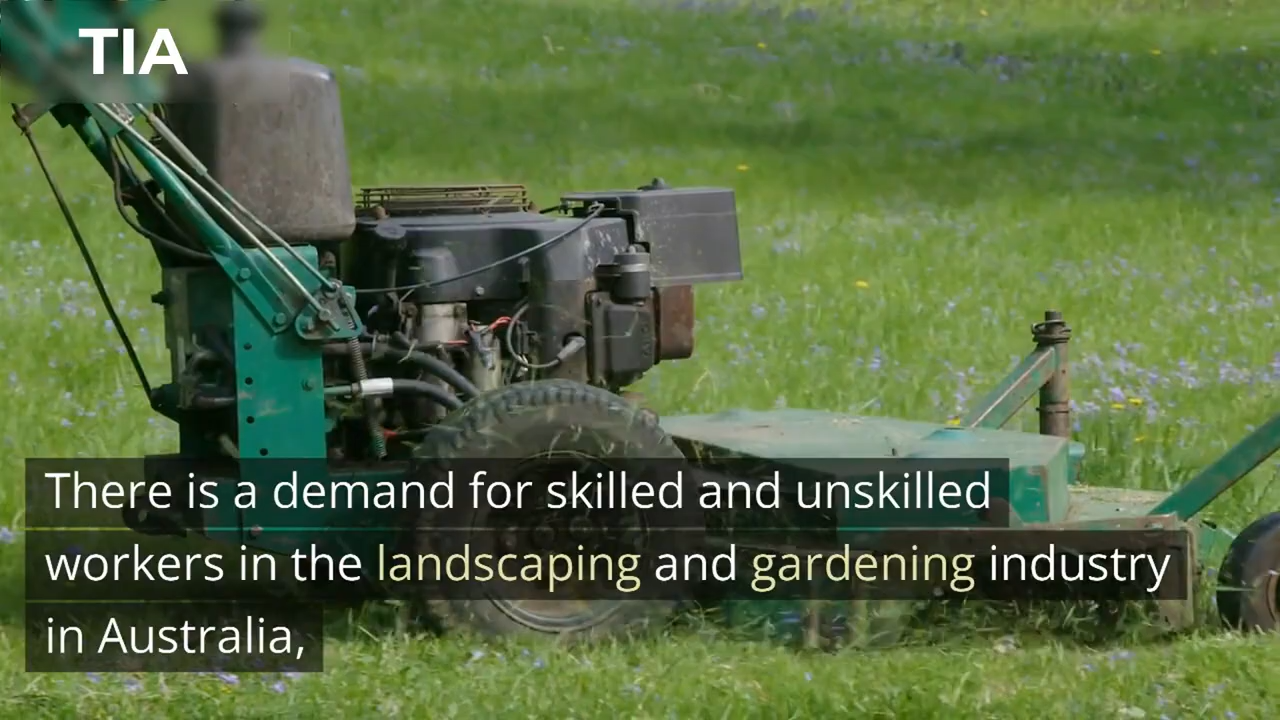 TIA
There is a demand for skilled and unskilled
workers in the landscaping and gardening industry
in Australia,